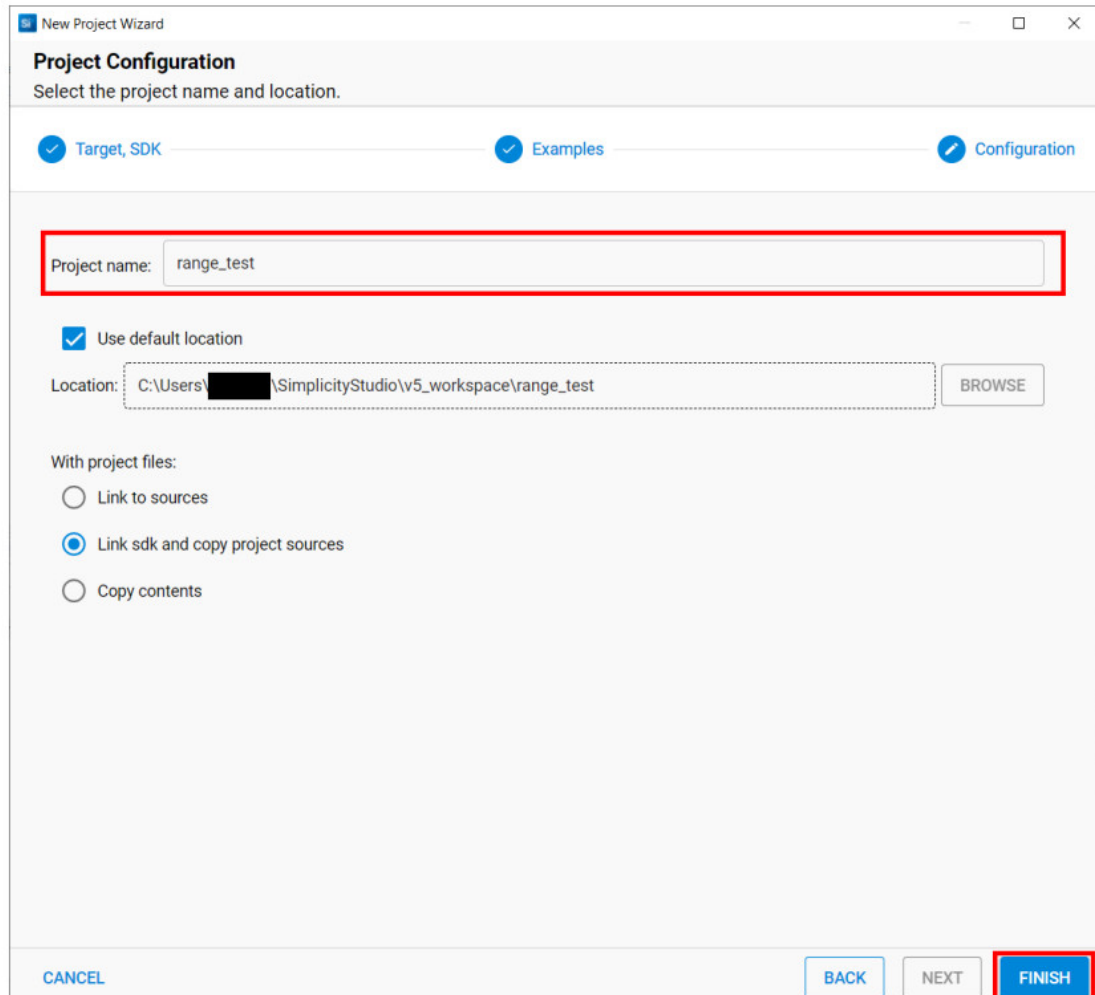 Si New Project Wizard
Project Configuration
Select the project name and location.
Target, SDK
Examples
Configuration
Project name: range_test
Use default location
Location: C:\Users\ \SimplicityStudio\v5_workspace\range_test BROWSE
With project files:
Link to sources
Link sdk and copy project sources
Copy contents
CANCEL BACK NEXT FINISH